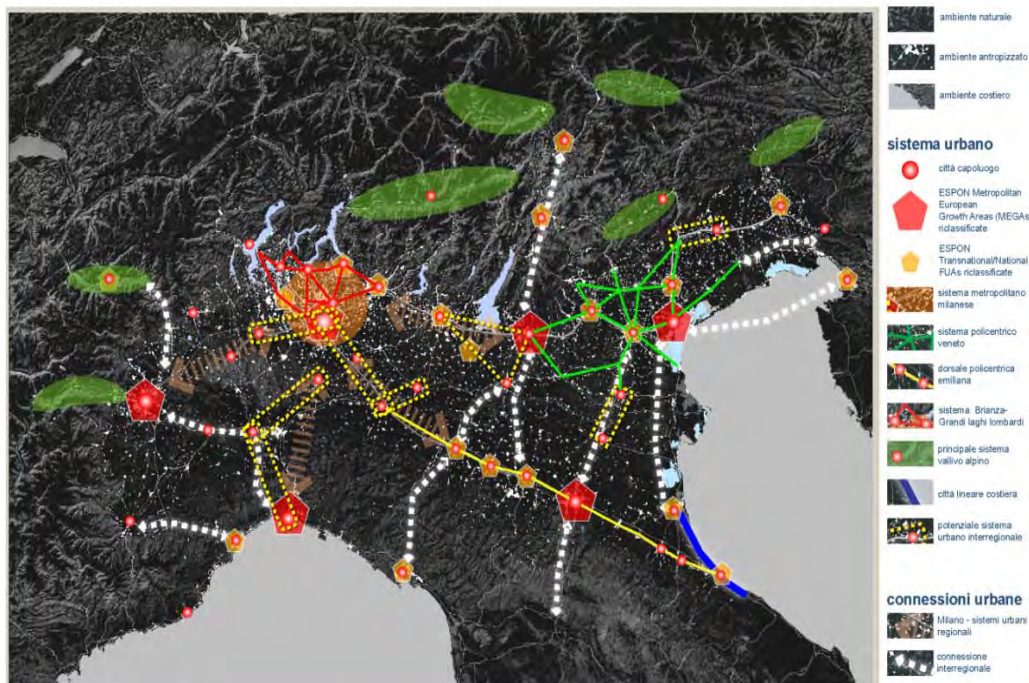 ambiente naturale
ambiente antropizzato
ambiente costiero
sistema urbano
città capoluogo
ESPON Metropolitan
European
Growth Areas (MEGAs
riclassificate
ESPON
Transnational/National
FUAs riclassificate
sistema metropolitano
milanese
sistema policentrico
veneto
dorsale policentrica
emiliana
sistema Brianza-
Grandi laghi lombardi
principale sistema
vallivo alpino
città lineare costiera
potenziale sistema
urbano interregionale
connessioni urbane
Milano - sistemi urbani
regionali
connessione
interregionale